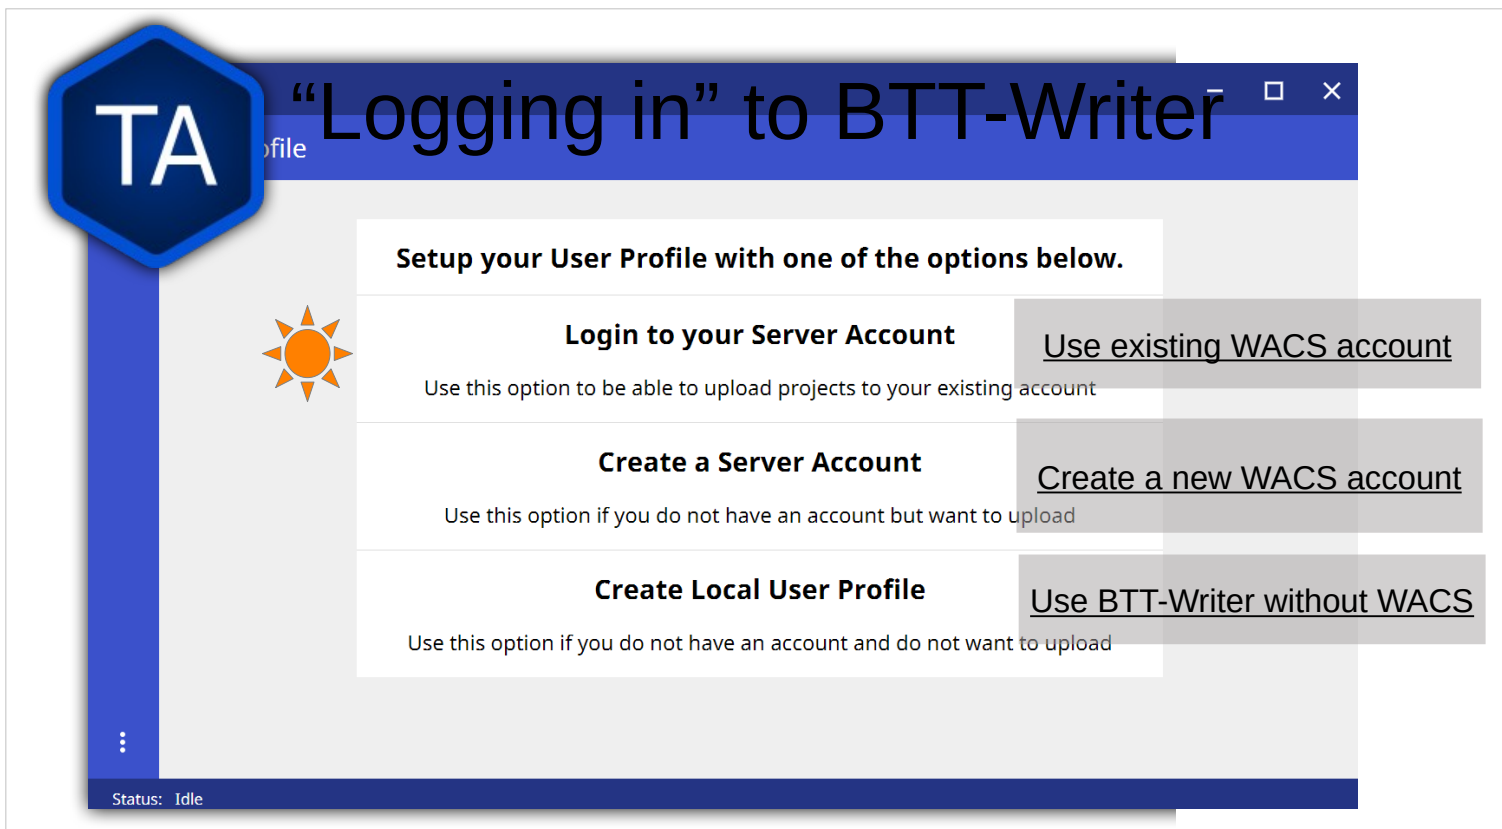 TA
“Logging in” to BTT-Writer
ofile
Setup your User Profile with one of the options below.
Login to your Server Account
Use existing WACS account
Use this option to be able to upload projects to your existing account
Create a Server Account
Create a new WACS account
Use this option if you do not have an account but want to upload
Create Local User Profile
Use BTT-Writer without WACS
Use this option if you do not have an account and do not want to upload
Status: Idle